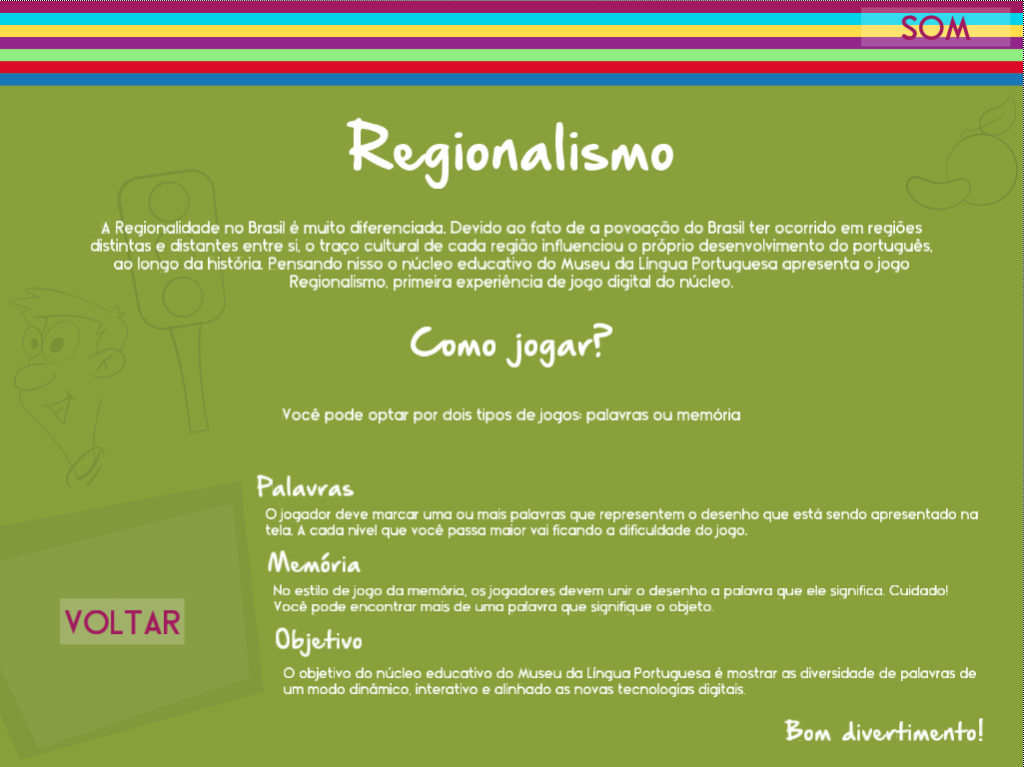 SOM
Regionalismo
A Regionalidade no Brasil é muito diferenciada. Devido ao fato de a povoação do Brasil ter ocorrido em regiões
distintas e distantes entre si, o traço cultural de cada região influenciou o próprio desenvolvimento do português,
ao longo da história. Pensando nisso o núcleo educativo do Museu da Língua Portuguesa apresenta o jogo
Regionalismo, primeira experiência de jogo digital do núcleo.
Como jogar?
Você pode optar por dois tipos de jogos: palavras ou memória
Palavras
O jogador deve marcar uma ou mais palavras que representem o desenho que está sendo apresentado na
tela. A cada nível que você passa maior vai ficando a dificuldade do jogo.
Memória
No estilo de jogo da memória, os jogadores devem unir o desenho a palavra que ele significa. Cuidado!
Você pode encontrar mais de uma palavra que signifique o objeto.
VOLTAR
Objetivo
O objetivo do núcleo educativo do Museu da Língua Portuguesa é mostrar as diversidade de palavras de
um modo dinâmico, interativo e alinhado as novas tecnologias digitais.
Bom divertimento!